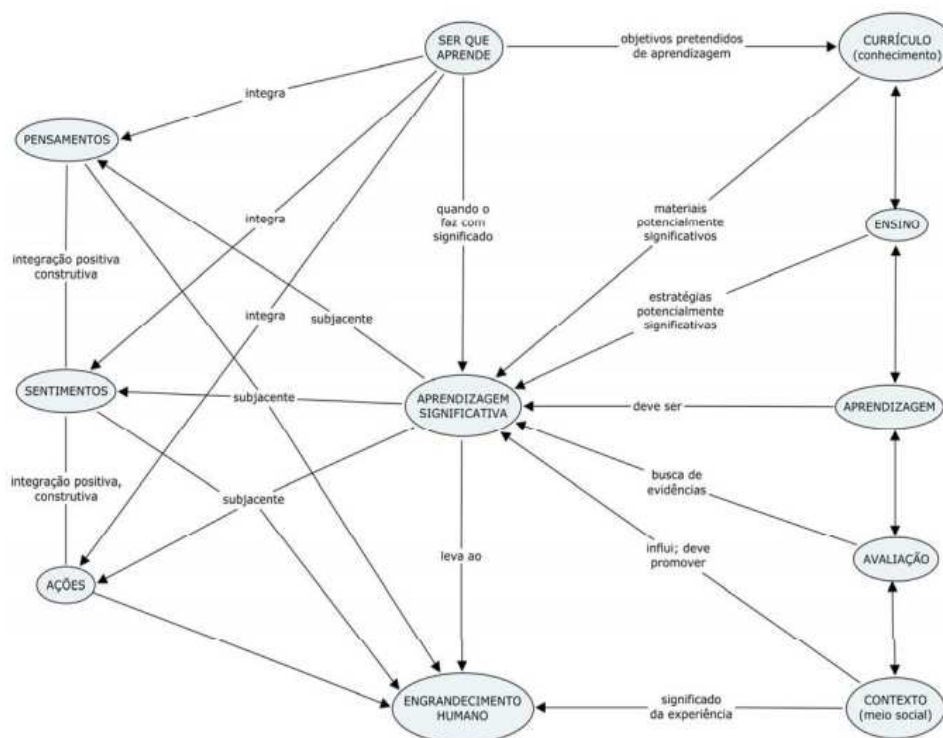 SER QUE
APRENDE
objetivos pretendidos
de aprendizagem
CURRÍCULO
(conhecimento)
integra
PENSAMENTOS
integra
quando o
faz com
significado
materiais
potencialmente
significativos
ENSINO
integração positiva
construtiva
integra
subjacente
estratégias
potencialmente
significativas
SENTIMENTOS
subjacente
APRENDIZAGEM
SIGNIFICATIVA
deve ser
APRENDIZAGEM
integração positiva,
construtiva
subjacente
busca de
evidências
leva ao
influi; deve
promover
AVALIAÇÃO
AÇÕES
ENGRANDECIMENTO
HUMANO
significado
da experiência
CONTEXTO
(meio social)